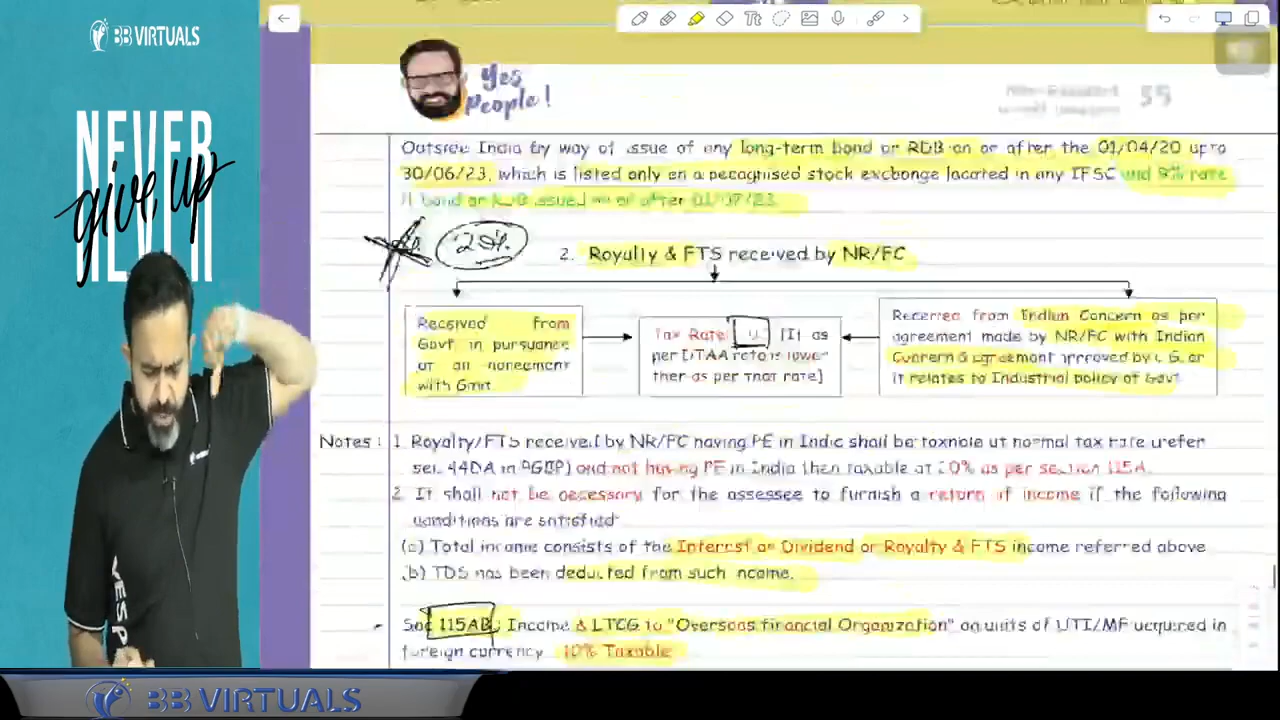 BB VIRTUALS
NEVER
give up
NEVER
Yes
People!
Outside India by way of issue of any long-term bond or RDB on or after the 01/04/20 upto
30/06/23, which is listed only on a recognised stock exchange located in any IFSC and 9% rate
if bond or RDB issued on or after 01/07/23.
20%
2. Royalty & FTS received by NR/FC
Received from
Govt. in pursuance
of an agreement
with Govt.
Tax Rate [It as
per DTAA rate is lower
then as per that rate]
Received from Indian Concern as per
agreement made by NR/FC with Indian
Concern & agreement approved by C.G. or
it relates to Industrial policy of Govt
Notes : 1. Royalty/FTS received by NR/FC having PE in India shall be taxable at normal tax rate (refer
sec 44DA in PGBP) and not having PE in India then taxable at 20% as per section 115A.
2. It shall not be necessary for the assessee to furnish a return of income if the following
conditions are satisfied
(a) Total income consists of the Interest or Dividend or Royalty & FTS income referred above
(b) TDS has been deducted from such income.
Sec 115AB: Income & LTCG to "Overseas Financial Organization" on units of UTI/MF acquired in
foreign currency 10% Taxable
BB VIRTUALS